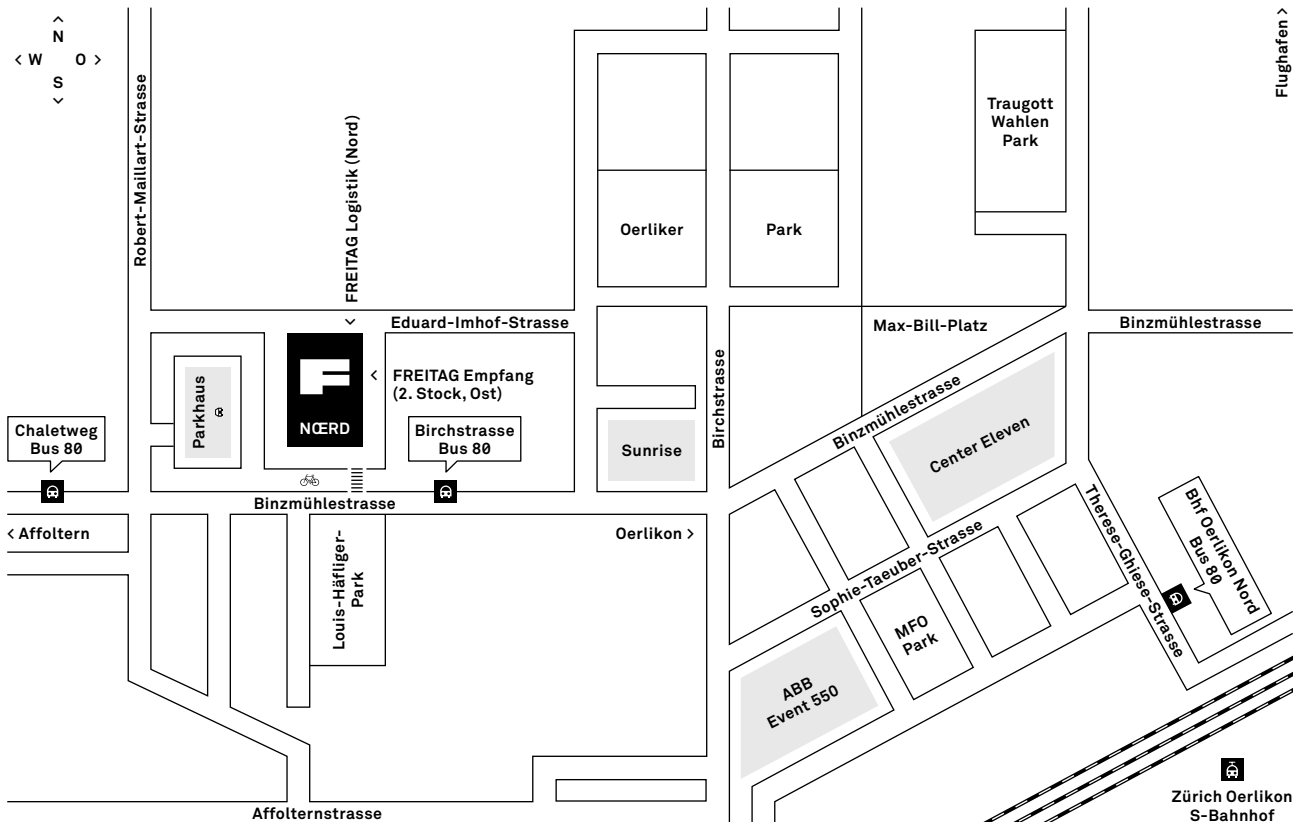 N
< W O >
S
Robert-Maillart-Strasse
FREITAG Logistik (Nord)
Flughafen >
Traugott
Wahlen
Park
Oerliker
Park
Eduard-Imhof-Strasse
Max-Bill-Platz
Binzmühlestrasse
FREITAG Empfang
(2. Stock, Ost)
F
NŒRD
Parkhaus
Chaletweg
Bus 80
Birchstrasse
Bus 80
Sunrise
Birchstrasse
Binzmühlestrasse
Center Eleven
Binzmühlestrasse
< Affoltern
Oerlikon >
Louis-Häfliger-
Park
Sophie-Taeuber-Strasse
Therese-Ghiese-Strasse
Bhf Oerlikon Nord
Bus 80
MFO
Park
ABB
Event 550
Zürich Oerlikon
S-Bahnhof
Affolternstrasse